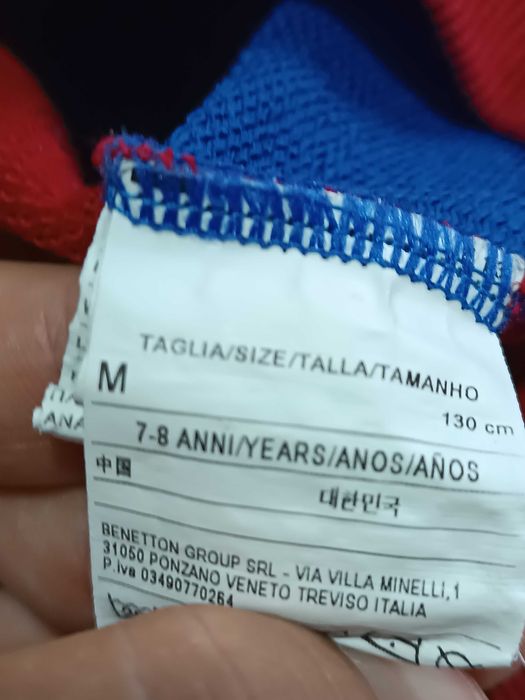 TAGLIA/SIZE/TALLA/TAMANHO
M
130 cm
7-8 ANNI/YEARS/ANOS/AÑOS
中国
대한민국
BENETTON GROUP SRL - VIA VILLA MINELLI,1
31050 PONZANO VENETO TREVISO ITALIA
P.iva 03490770264
ANA